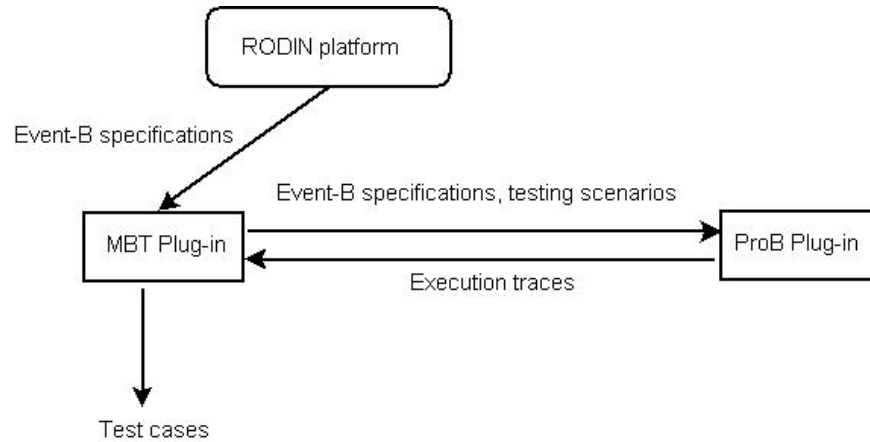 RODIN platform
Event-B specifications
Event-B specifications, testing scenarios
MBT Plug-in
ProB Plug-in
Execution traces
Test cases